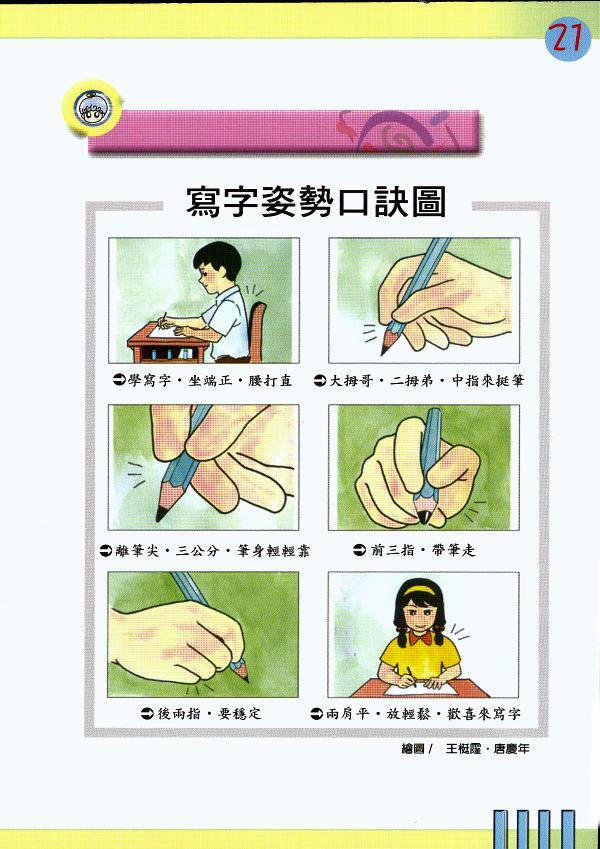 21
寫字姿勢口訣圖
➲學寫字・坐端正・腰打直
➲大拇哥・二拇弟・中指來挺筆
➲離筆尖・三公分・筆身輕輕靠
➲前三指・帶筆走
➲後兩指・要穩定
➲兩肩平・放輕鬆・歡喜來寫字
繪圖/ 王梃霳・唐慶年